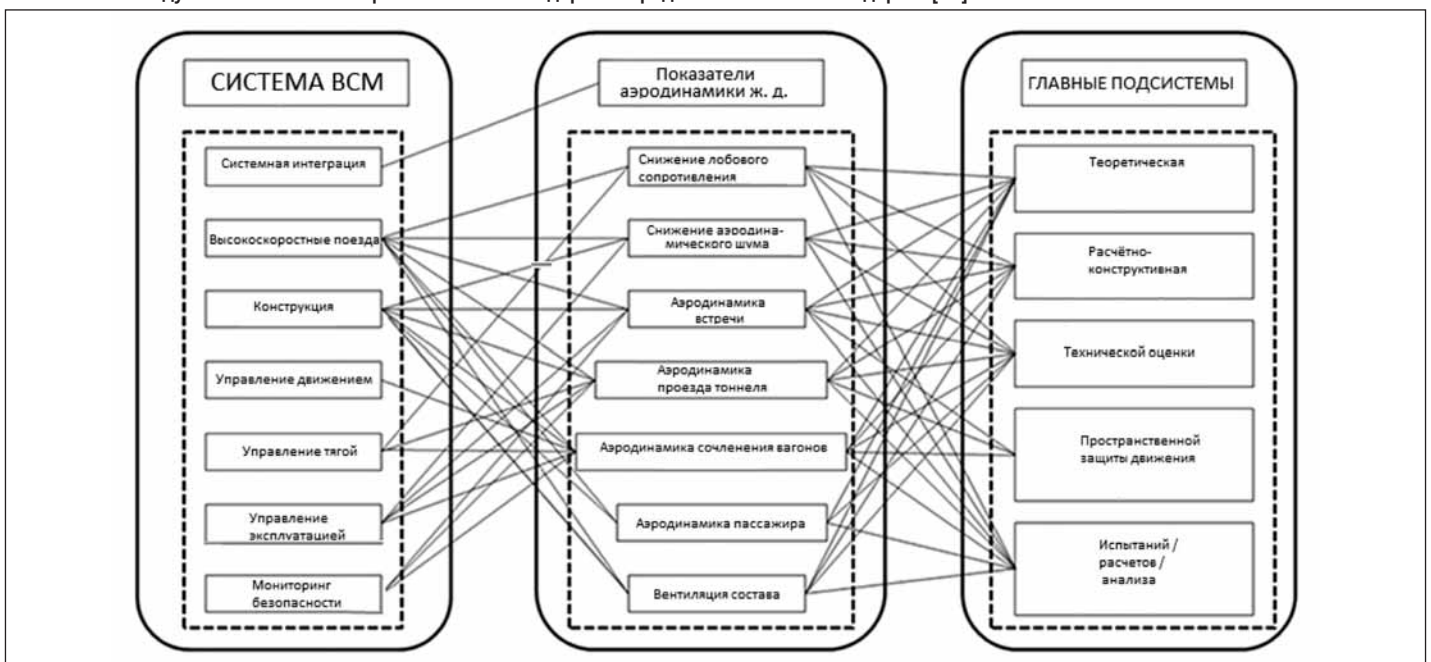 СИСТЕМА ВСМ
Системная интеграция
Высокоскоростные поезда
Конструкция
Управление движением
Управление тягой
Управление
эксплуатацией
Мониторинг
безопасности
Показатели
аэродинамики ж. д.
Снижение лобового
сопротивления
Снижение аэродина-
мического шума
Аэродинамика
встречи
Аэродинамика
проезда тоннеля
Аэродинамика сочленения вагонов
Аэродинамика пассажира
Вентиляция состава
ГЛАВНЫЕ ПОДСИСТЕМЫ
Теоретическая
Расчётно-
конструктивная
Технической оценки
Пространственной
защиты движения
Испытаний /
расчетов /
анализа